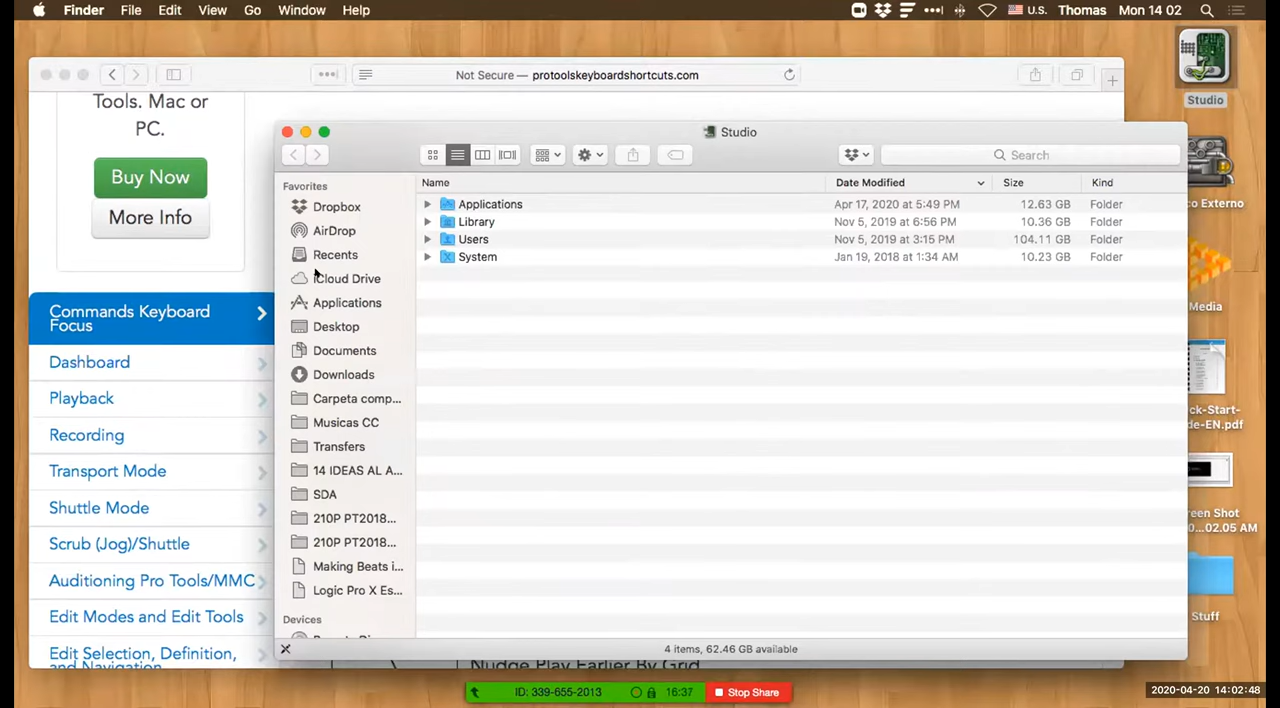 Finder File Edit View Go Window Help
U.S. Thomas Mon 14 02
Not Secure — protoolskeyboardshortcuts.com
Tools. Mac or
PC.
Buy Now
More Info
Commands Keyboard
Focus
Dashboard
Playback
Recording
Transport Mode
Shuttle Mode
Scrub (Jog)/Shuttle
Auditioning Pro Tools/MMC
Edit Modes and Edit Tools
Edit Selection, Definition,
and Navigation
Studio
Search
Favorites
Dropbox
AirDrop
Recents
iCloud Drive
Applications
Desktop
Documents
Downloads
Carpeta comp...
Musicas CC
Transfers
14 IDEAS AL A...
SDA
210P PT2018...
210P PT2018...
Making Beats i...
Logic Pro X Es...
Devices
Name Date Modified Size Kind
Applications Apr 17, 2020 at 5:49 PM 12.63 GB Folder
Library Nov 5, 2019 at 6:56 PM 10.36 GB Folder
Users Nov 5, 2019 at 3:15 PM 104.11 GB Folder
System Jan 19, 2018 at 1:34 AM 10.23 GB Folder
4 items, 62.46 GB available
Nudge Play Earlier By Grid
Studio
co Externo
Media
ck-Start-
de-EN.pdf
reen Shot
0...02.05 AM
Stuff
ID: 339-655-2013 16:37 Stop Share
2020-04-20 14:02:48